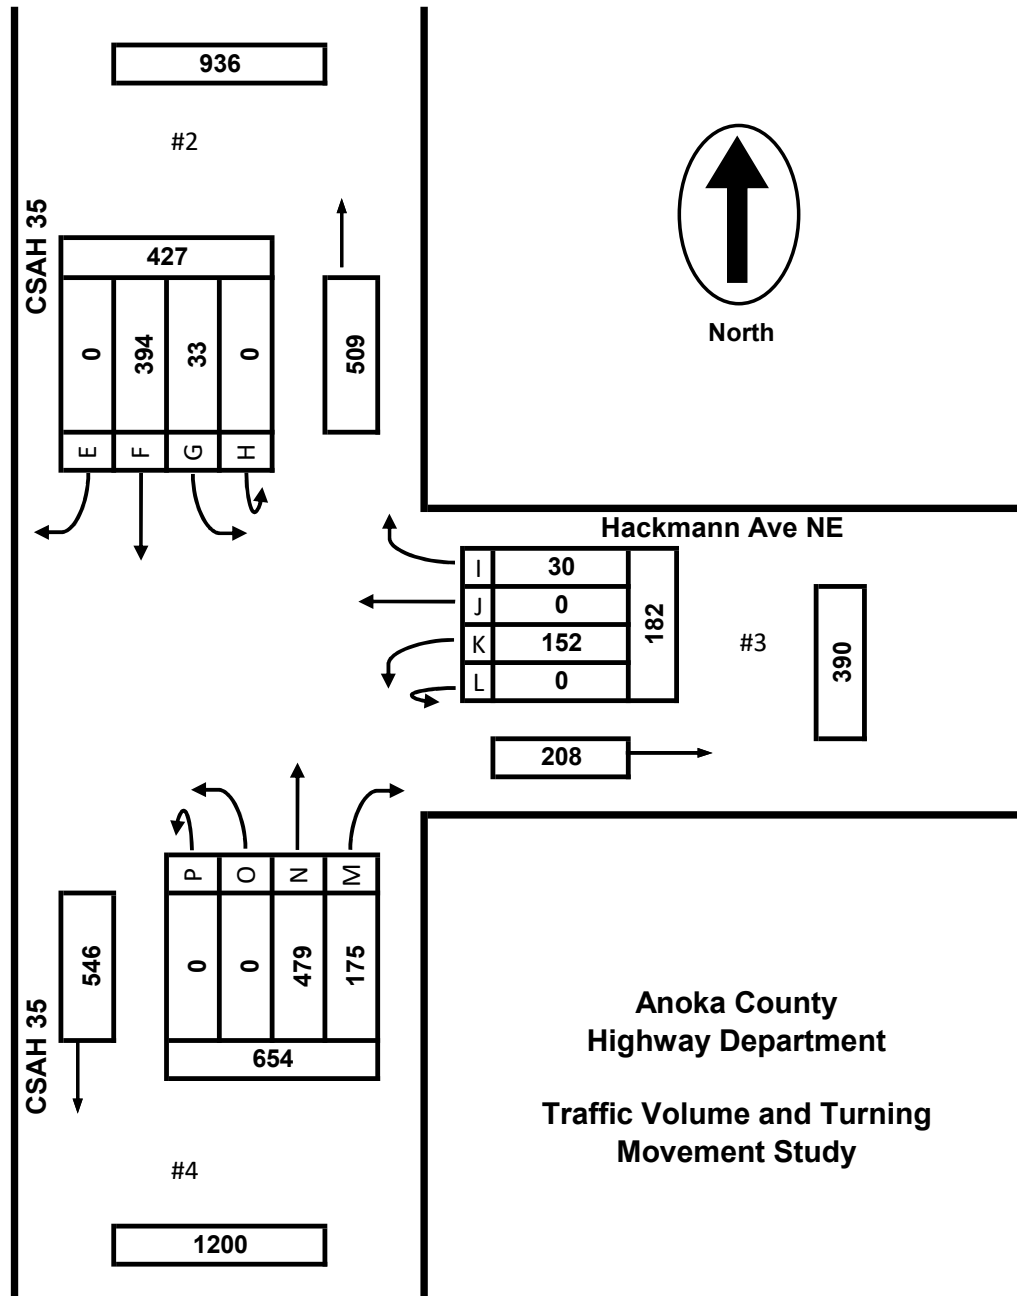 936
#2
CSAH 35
427
0
394
33
0
509
E
F
G
H
North
Hackmann Ave NE
I
30
J
0
K
152
L
0
182
#3
390
208
P
O
N
M
0
0
479
175
654
546
CSAH 35
#4
1200
Anoka County
Highway Department
Traffic Volume and Turning
Movement Study